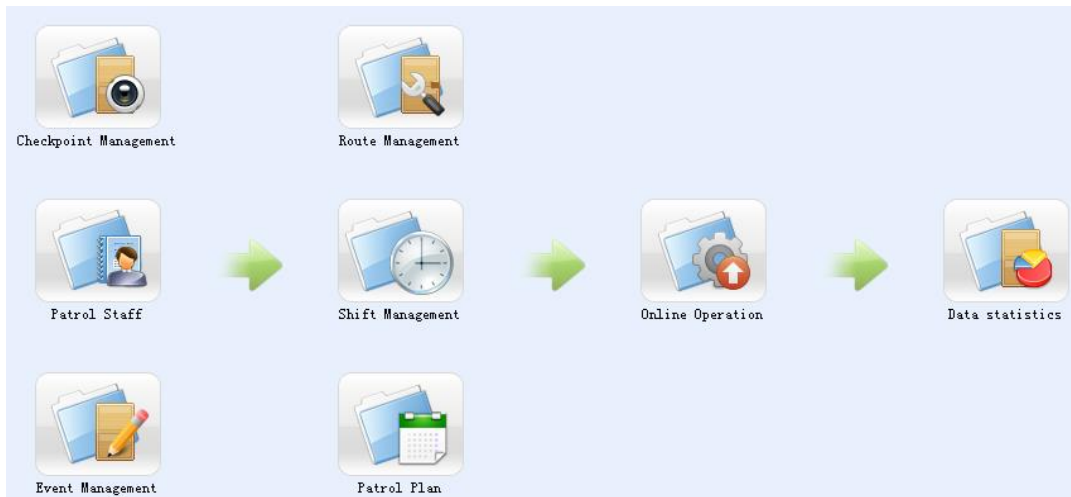 Checkpoint Management
Route Management
Patrol Staff
Shift Management
Online Operation
Data statistics
Event Management
Patrol Plan